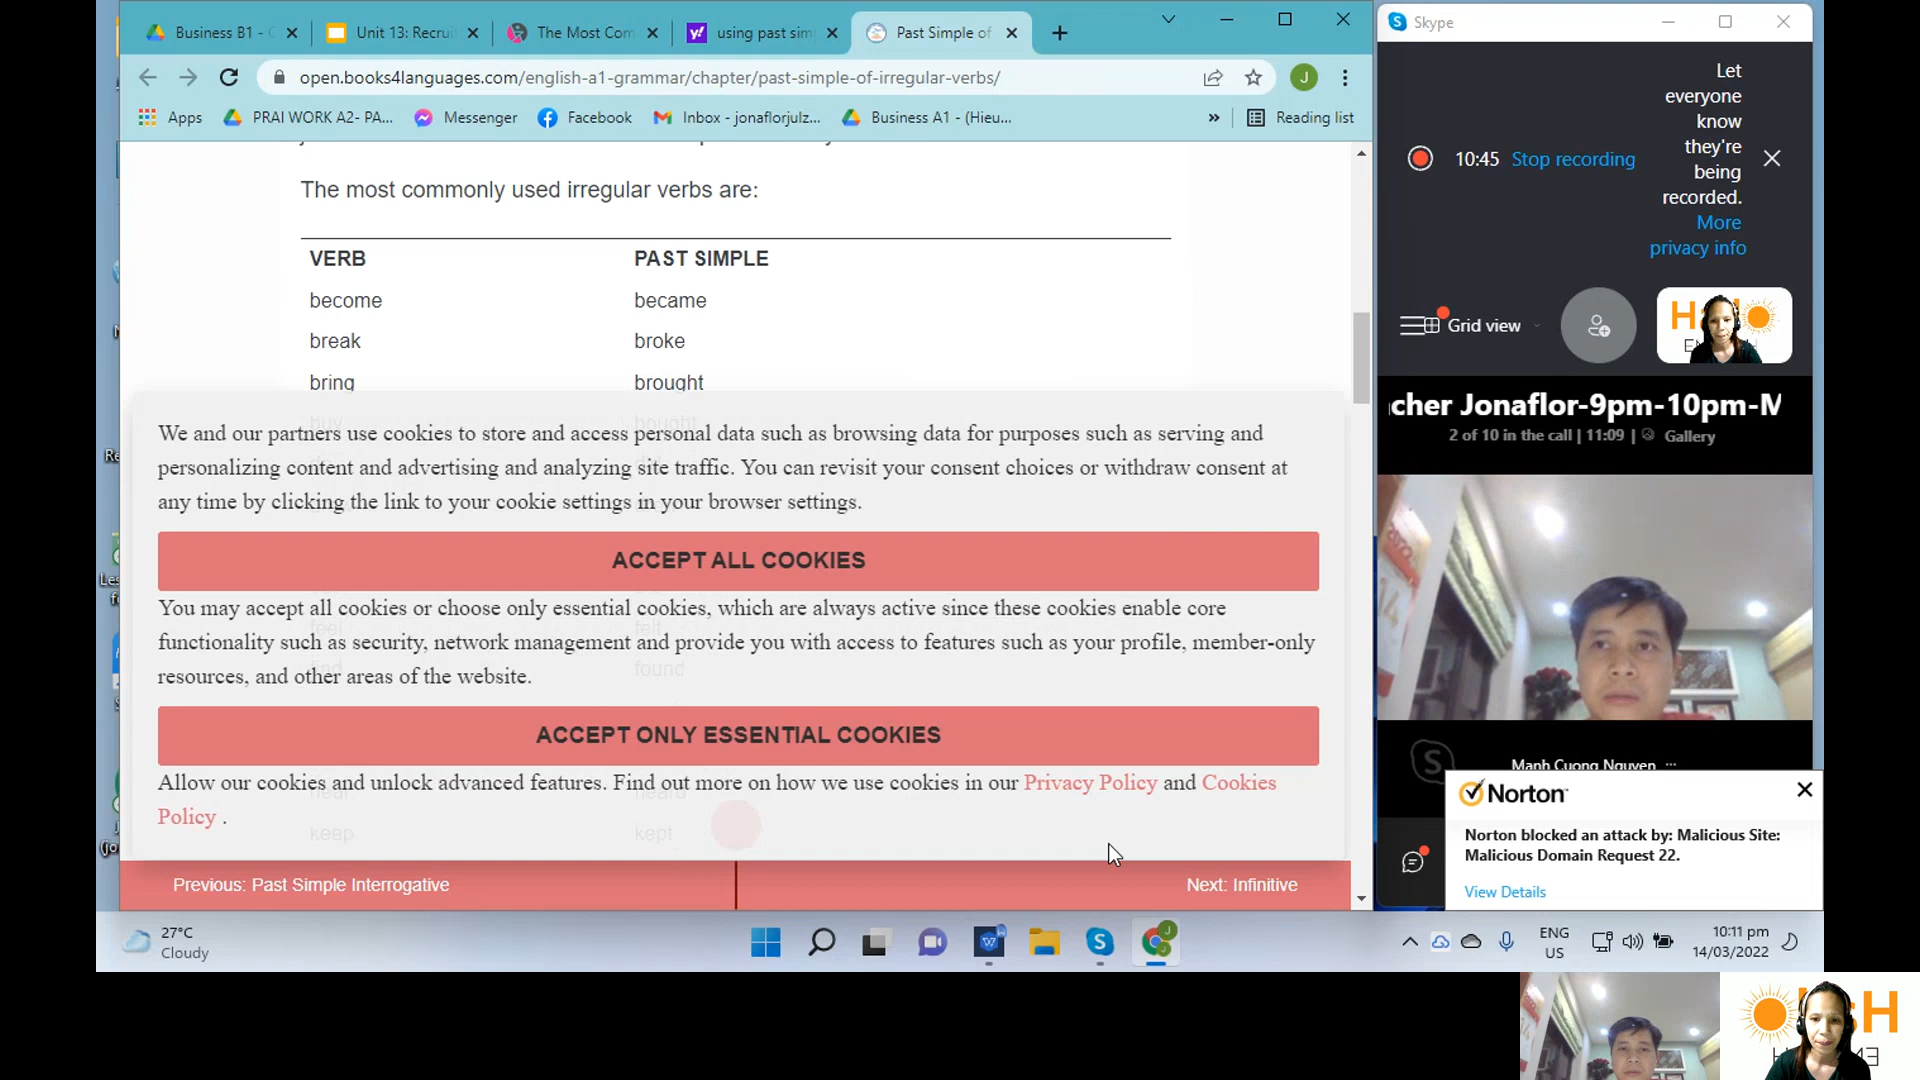 Business B1 - G
Unit 13: Recrui
The Most Com
using past sim
Past Simple of
Skype
open.books4languages.com/english-a1-grammar/chapter/past-simple-of-irregular-verbs/
J
Apps
PRAI WORK A2- PA...
Messenger
Facebook
Inbox - jonaflorjulz...
Business A1 - (Hieu...
Reading list
The most commonly used irregular verbs are:
VERB PAST SIMPLE
become became
break broke
bring brought
buy bought
We and our partners use cookies to store and access personal data such as browsing data for purposes such as serving and
personalizing content and advertising and analyzing site traffic. You can revisit your consent choices or withdraw consent at
any time by clicking the link to your cookie settings in your browser settings.
ACCEPT ALL COOKIES
You may accept all cookies or choose only essential cookies, which are always active since these cookies enable core
feel felt
functionality such as security, network management and provide you with access to features such as your profile, member-only
find found
resources, and other areas of the website.
ACCEPT ONLY ESSENTIAL COOKIES
Allow our cookies and unlock advanced features. Find out more on how we use cookies in our Privacy Policy and Cookies
hear heard
Policy .
keep kept
Previous: Past Simple Interrogative
Next: Infinitive
10:45 Stop recording
Let
everyone
know
they're
being
recorded.
More
privacy info
Grid view
cher Jonaflor-9pm-10pm-M
2 of 10 in the call | 11:09 | Gallery
Manh Cuong Nguyen ...
Norton
Norton blocked an attack by: Malicious Site:
Malicious Domain Request 22.
View Details
27°C
Cloudy
ENG
US
10:11 pm
14/03/2022